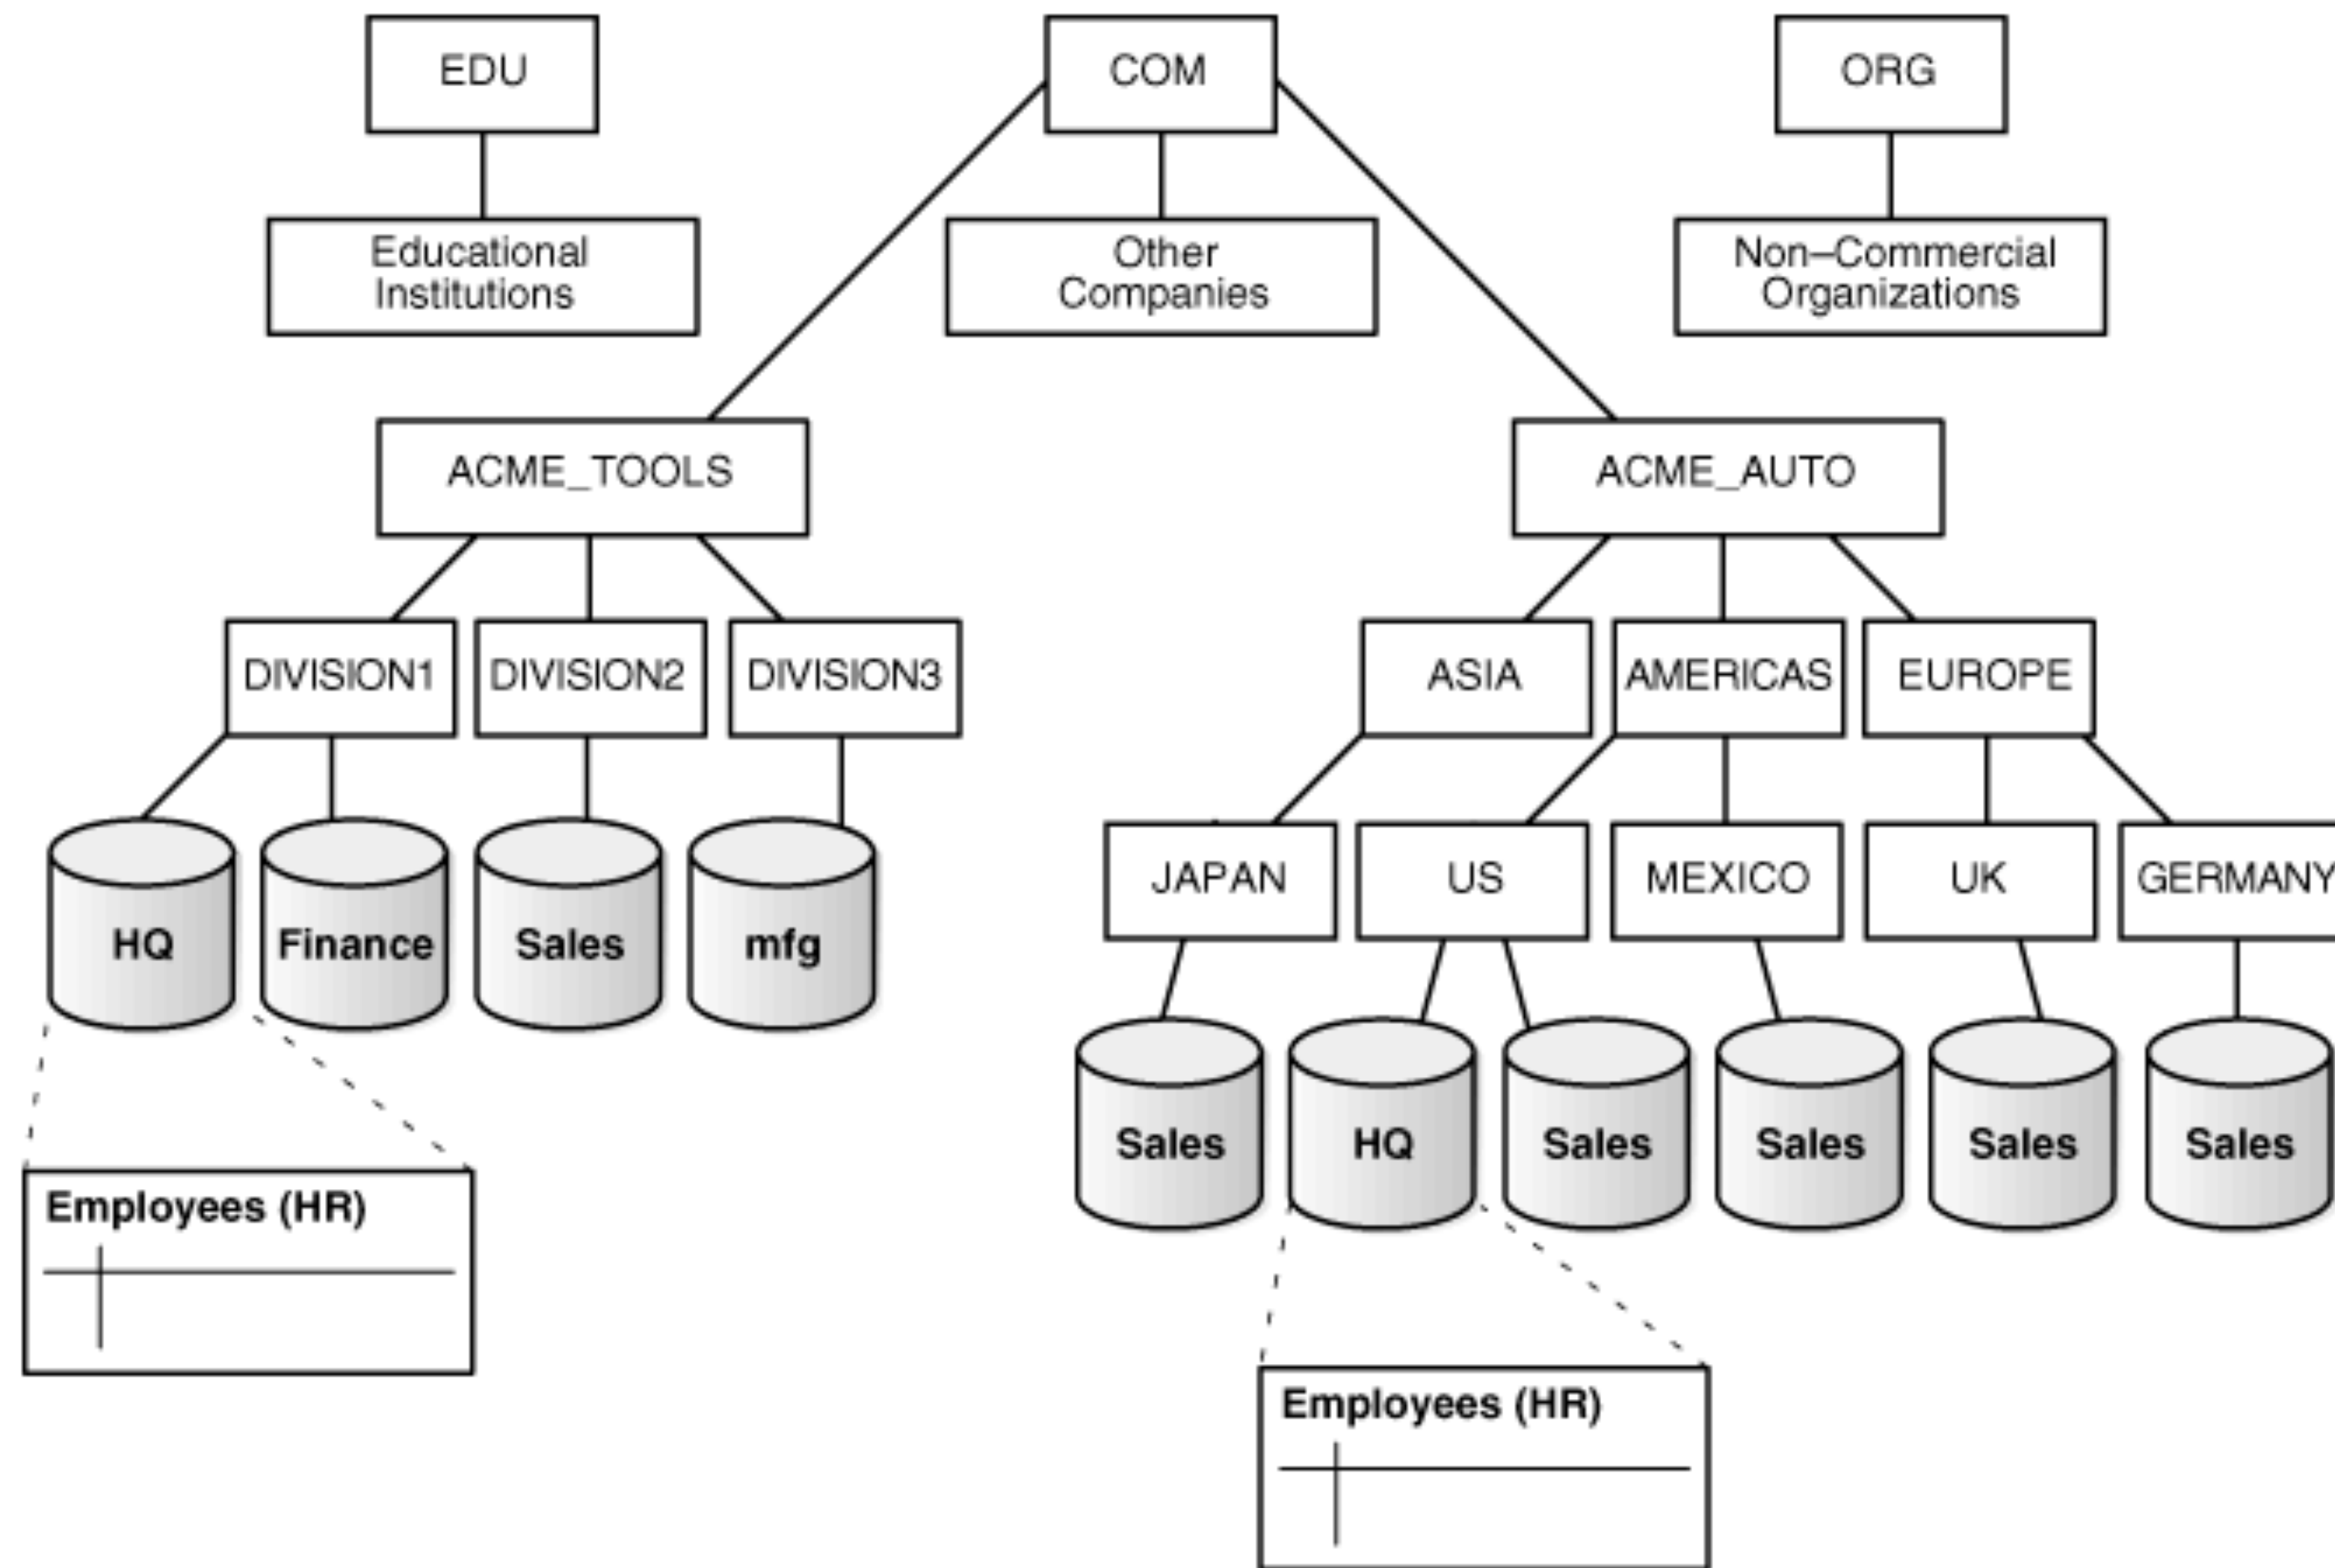 EDU
COM
ORG
Educational
Institutions
Other
Companies
Non–Commercial
Organizations
ACME_TOOLS
ACME_AUTO
DIVISION1
DIVISION2
DIVISION3
ASIA
AMERICAS
EUROPE
JAPAN
US
MEXICO
UK
GERMANY
HQ
Finance
Sales
mfg
Sales
HQ
Sales
Sales
Sales
Sales
Employees (HR)
Employees (HR)